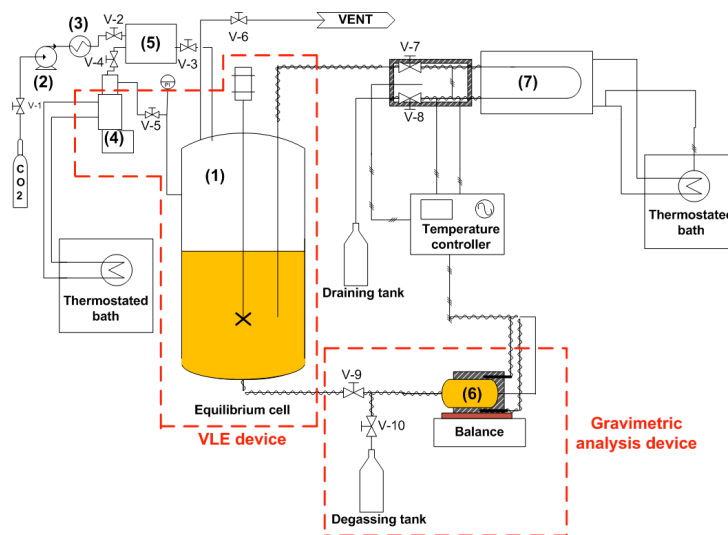 (3)
V-2
V-6
VENT
(5)
(2)
V-4
V-3
V-7
(7)
V-1
V-5
V-8
(4)
CO2
(1)
Temperature
controller
Thermostated
bath
Thermostated
bath
Draining tank
V-9
(6)
Equilibrium cell
V-10
Balance
Gravimetric
analysis device
VLE device
Degassing tank